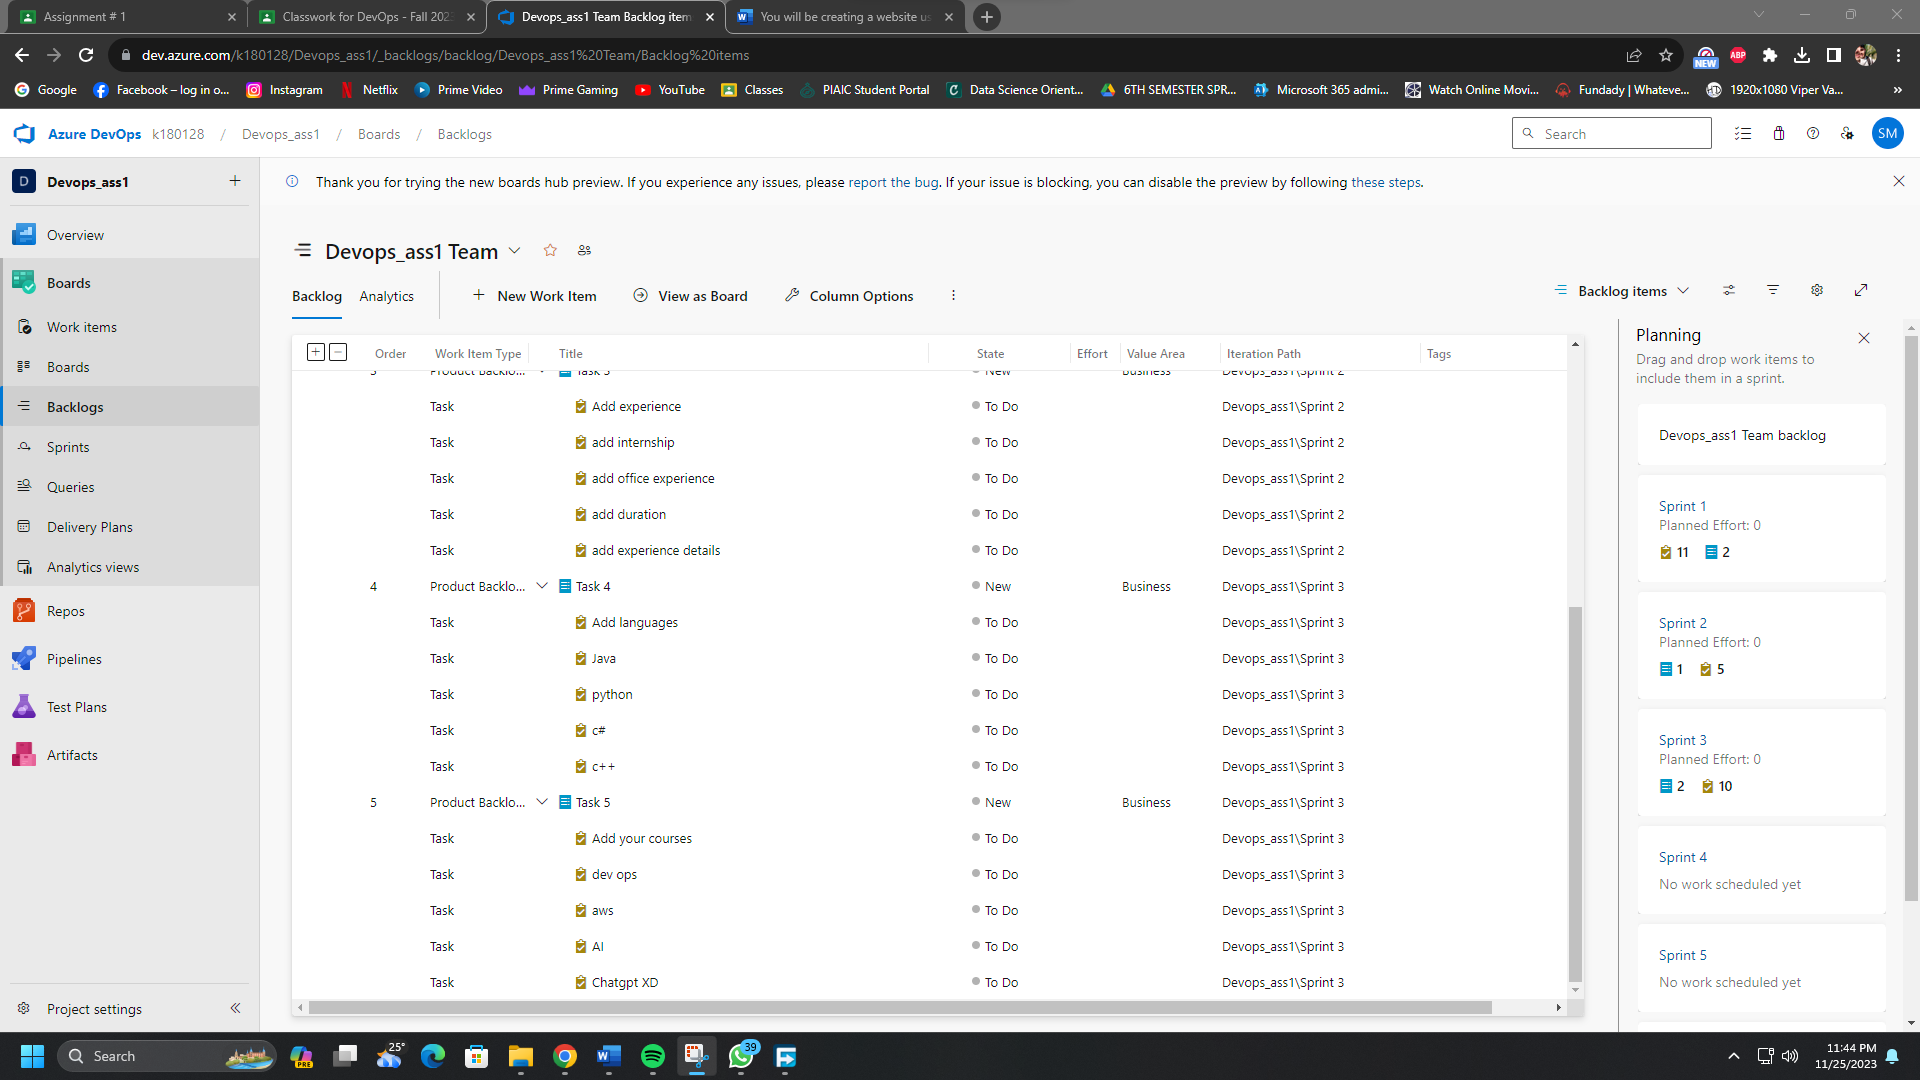 Assignment # 1
Classwork for DevOps - Fall 202
Devops_ass1 Team Backlog item
You will be creating a website us
dev.azure.com/k180128/Devops_ass1/_backlogs/backlog/Devops_ass1%20Team/Backlog%20items
NEW
ABP
Google
Facebook – log in o...
Instagram
Netflix
Prime Video
Prime Gaming
YouTube
Classes
PIAIC Student Portal
Data Science Orient...
6TH SEMESTER SPR...
Microsoft 365 admi...
Watch Online Movi...
Fundady | Whateve...
1920x1080 Viper Va...
»
Azure DevOps k180128 / Devops_ass1 / Boards / Backlogs
Search
SM
D Devops_ass1
Overview
Boards
Work items
Boards
Backlogs
Sprints
Queries
Delivery Plans
Analytics views
Repos
Pipelines
Test Plans
Artifacts
Project settings
Thank you for trying the new boards hub preview. If you experience any issues, please report the bug. If your issue is blocking, you can disable the preview by following these steps.
Devops_ass1 Team
Backlog Analytics + New Work Item View as Board Column Options
Backlog items
Order Work Item Type Title State Effort Value Area Iteration Path Tags
3 Product Backlo... Task 3 New Business Devops_ass1\Sprint 2
Task Add experience To Do Devops_ass1\Sprint 2
Task add internship To Do Devops_ass1\Sprint 2
Task add office experience To Do Devops_ass1\Sprint 2
Task add duration To Do Devops_ass1\Sprint 2
Task add experience details To Do Devops_ass1\Sprint 2
4 Product Backlo... Task 4 New Business Devops_ass1\Sprint 3
Task Add languages To Do Devops_ass1\Sprint 3
Task Java To Do Devops_ass1\Sprint 3
Task python To Do Devops_ass1\Sprint 3
Task c# To Do Devops_ass1\Sprint 3
Task c++ To Do Devops_ass1\Sprint 3
5 Product Backlo... Task 5 New Business Devops_ass1\Sprint 3
Task Add your courses To Do Devops_ass1\Sprint 3
Task dev ops To Do Devops_ass1\Sprint 3
Task aws To Do Devops_ass1\Sprint 3
Task AI To Do Devops_ass1\Sprint 3
Task Chatgpt XD To Do Devops_ass1\Sprint 3
Planning
Drag and drop work items to
include them in a sprint.
Devops_ass1 Team backlog
Sprint 1
Planned Effort: 0
11 2
Sprint 2
Planned Effort: 0
1 5
Sprint 3
Planned Effort: 0
2 10
Sprint 4
No work scheduled yet
Sprint 5
No work scheduled yet
Search
PRE
25°
39
11:44 PM
11/25/2023